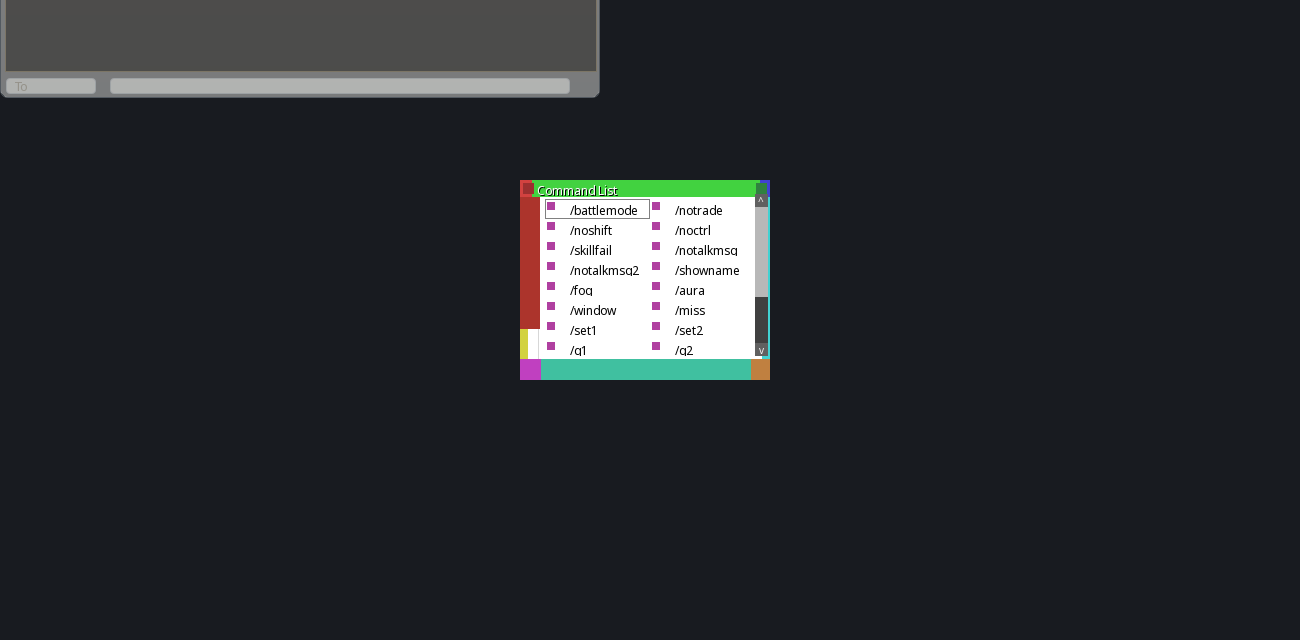 To
Command List
/battlemode /notrade
/noshift /noctrl
/skillfail /notalkmsg
/notalkmsg2 /showname
/fog /aura
/window /miss
/set1 /set2
/q1 /q2